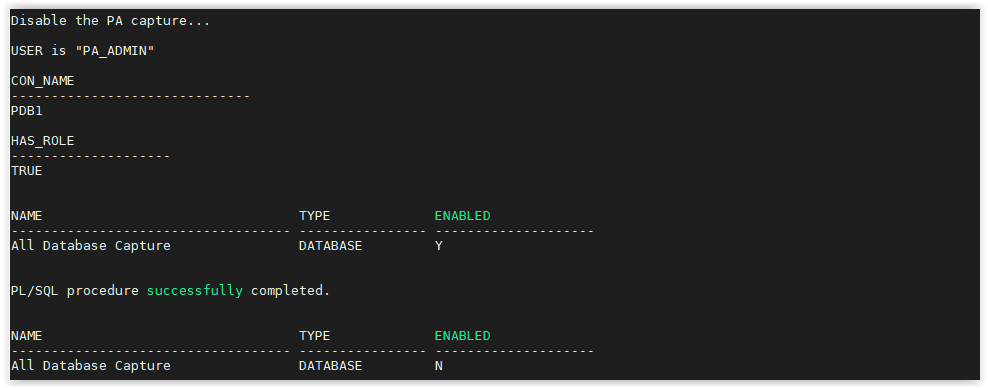 Disable the PA capture...
USER is "PA_ADMIN"
CON_NAME
------------------------------
PDB1
HAS_ROLE
--------------------
TRUE
NAME                                TYPE             ENABLED
----------------------------------- ---------------- --------------------
All Database Capture                DATABASE         Y
PL/SQL procedure successfully completed.
NAME                                TYPE             ENABLED
----------------------------------- ---------------- --------------------
All Database Capture                DATABASE         N